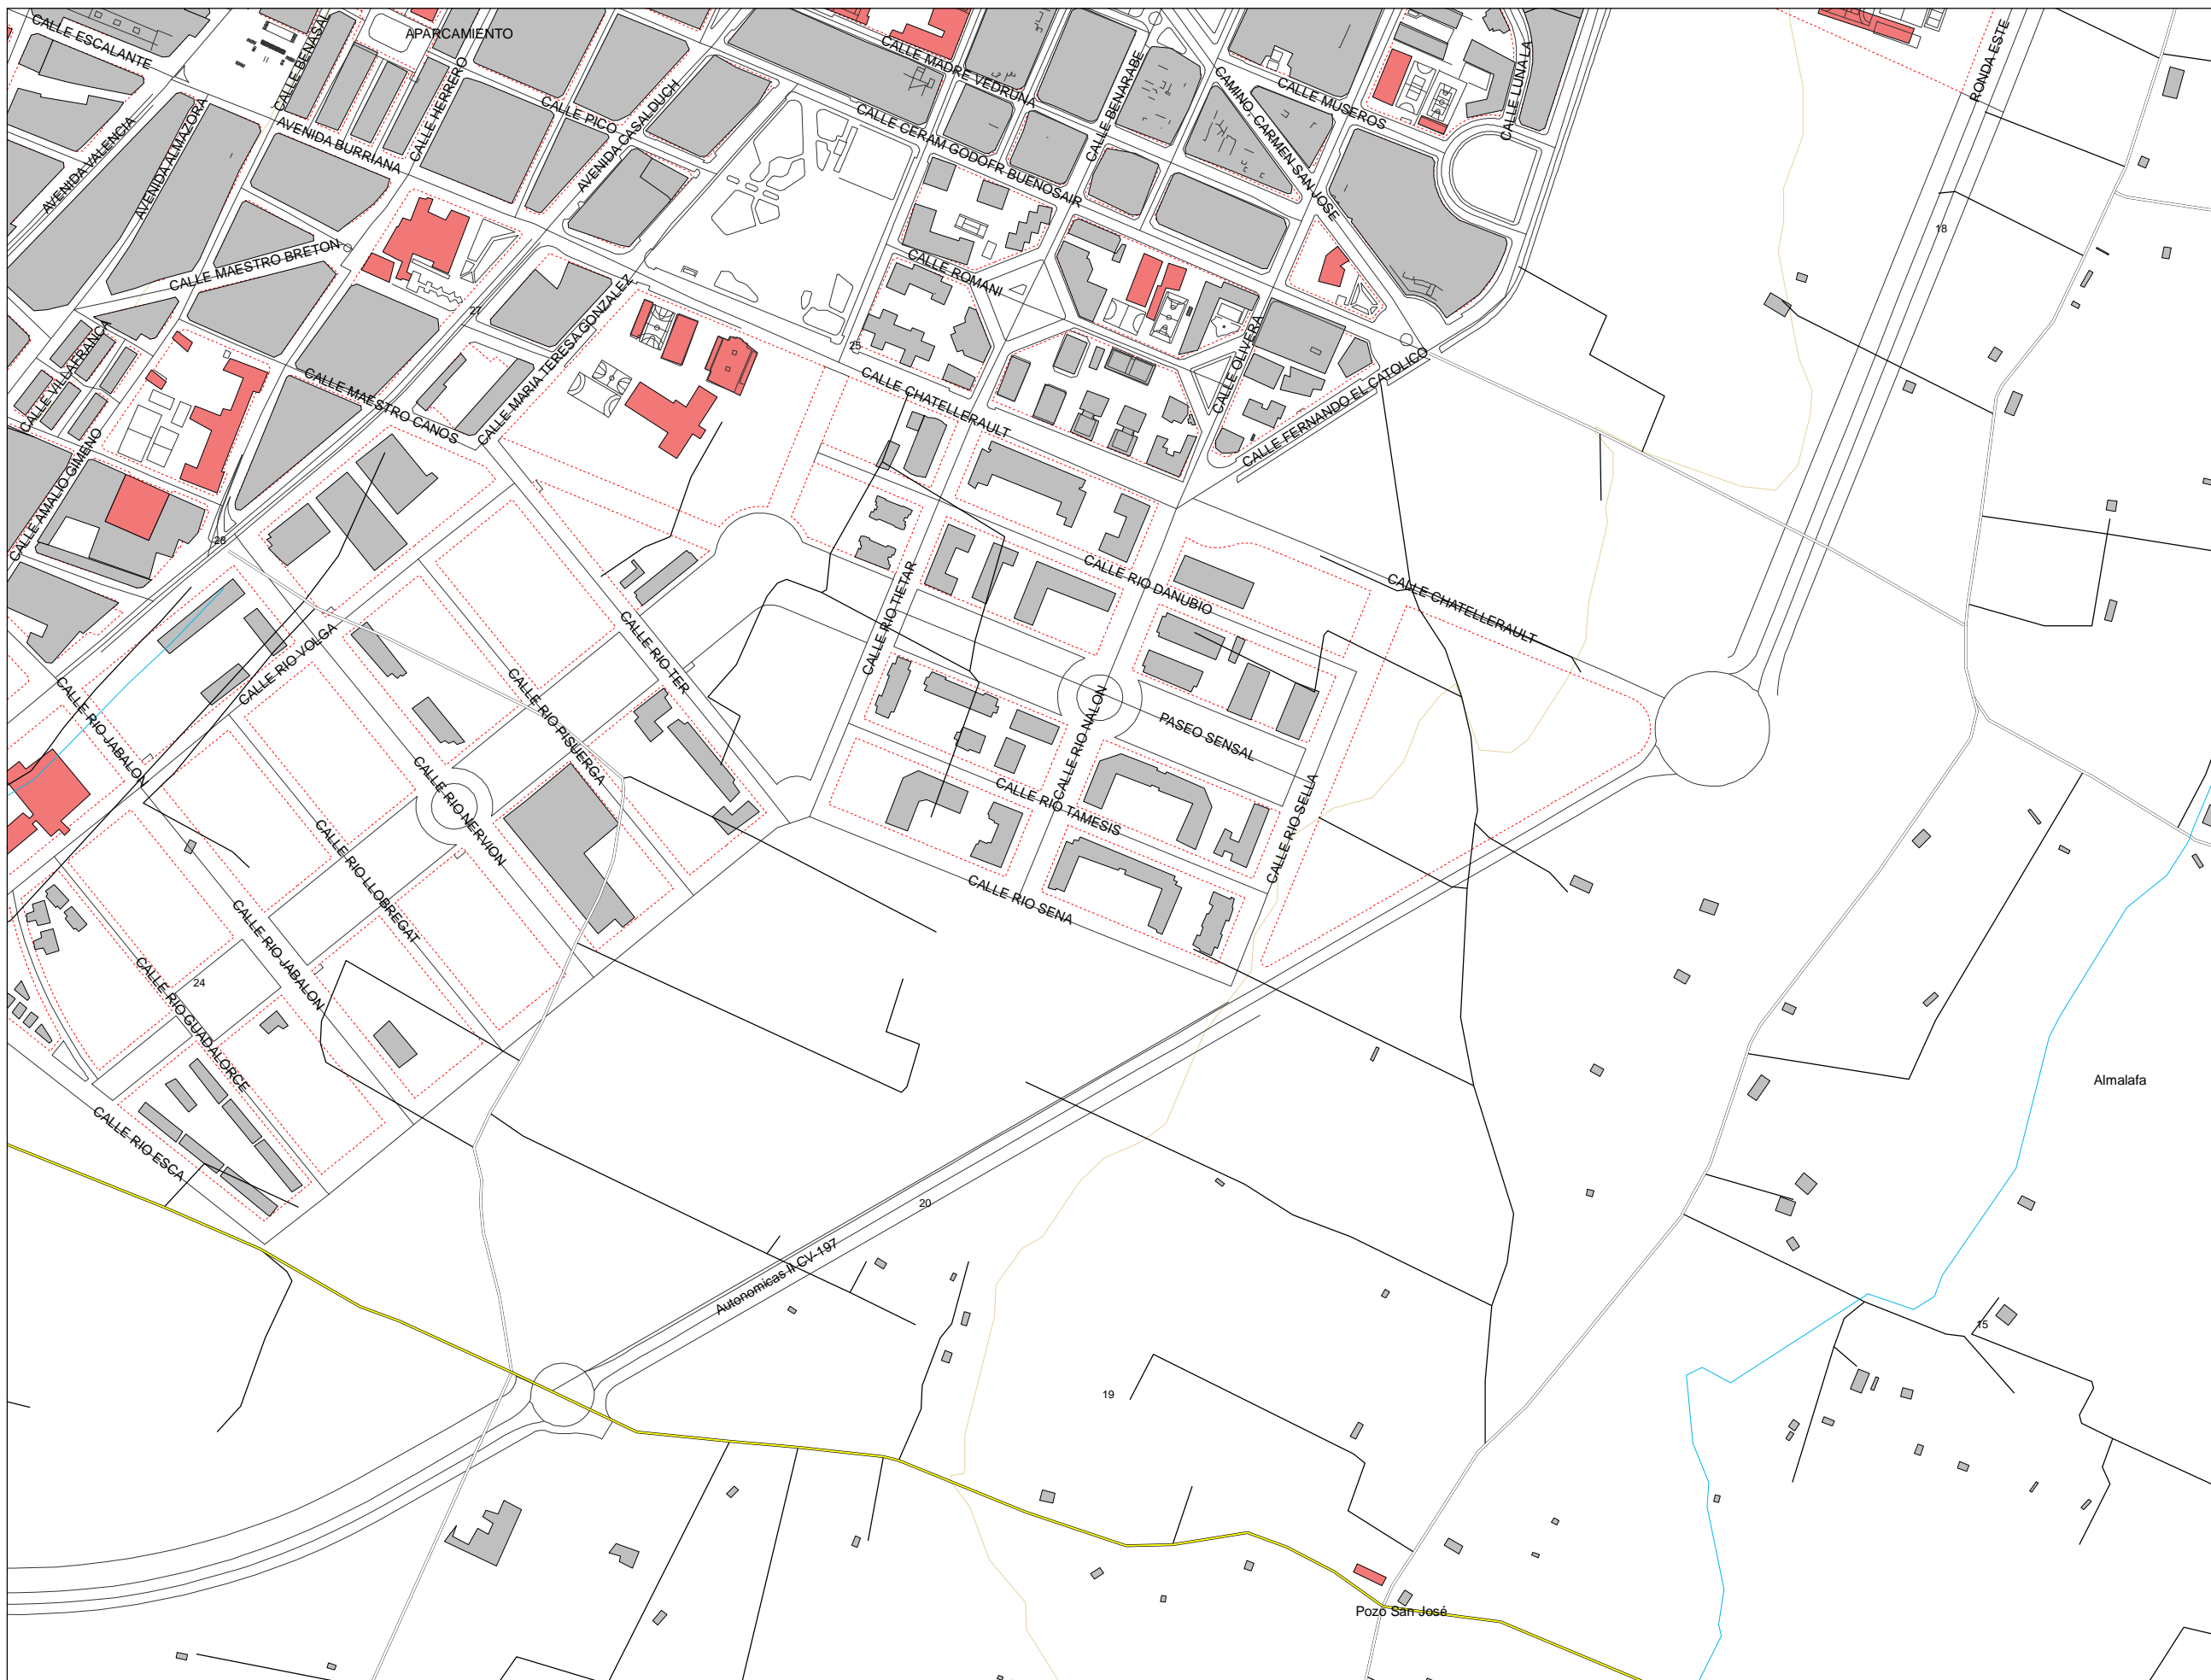 CALLE ESCALANTE
CALLE BENASAL
APARCAMIENTO
CALLE MADRE VEDRUNA
CALLE BENARABE
CAMINO, CARMEN SAN JOSE
CALLE MUSEROS
CALLE LUNA LA
RONDA ESTE
AVENIDA VALENCIA
AVENIDA ALMAZORA
AVENIDA BURRIANA
CALLE HERRERO
CALLE PICO
AVENIDA CASALDUCH
CALLE CERAM GODOFR BUENOSAIR
18
CALLE MAESTRO BRETON
CALLE ROMANI
27
CALLE MARIA TERESA GONZALEZ
25
CALLE VILLAFRANCA
CALLE MAESTRO CANOS
CALLE CHATELLERAULT
CALLE OLIVERA
CALLE FERNANDO EL CATOLICO
CALLE AMALIO GIMENO
28
CALLE RIO DANUBIO
CALLE CHATELLERAULT
CALLE RIO TIETAR
CALLE RIO VOLGA
CALLE RIO TER
CALLE RIO JABALON
CALLE RIO PISUERGA
CALLE RIO NALON
PASEO SENSAL
CALLE RIO NERVION
CALLE RIO TAMESIS
CALLE RIO SELLA
CALLE RIO LLOBREGAT
CALLE RIO SENA
CALLE RIO JABALON
CALLE RIO GUADALORCE
24
Almalafa
CALLE RIO ESCA
20
Autonomicas II CV-197
15
19
Pozo San José